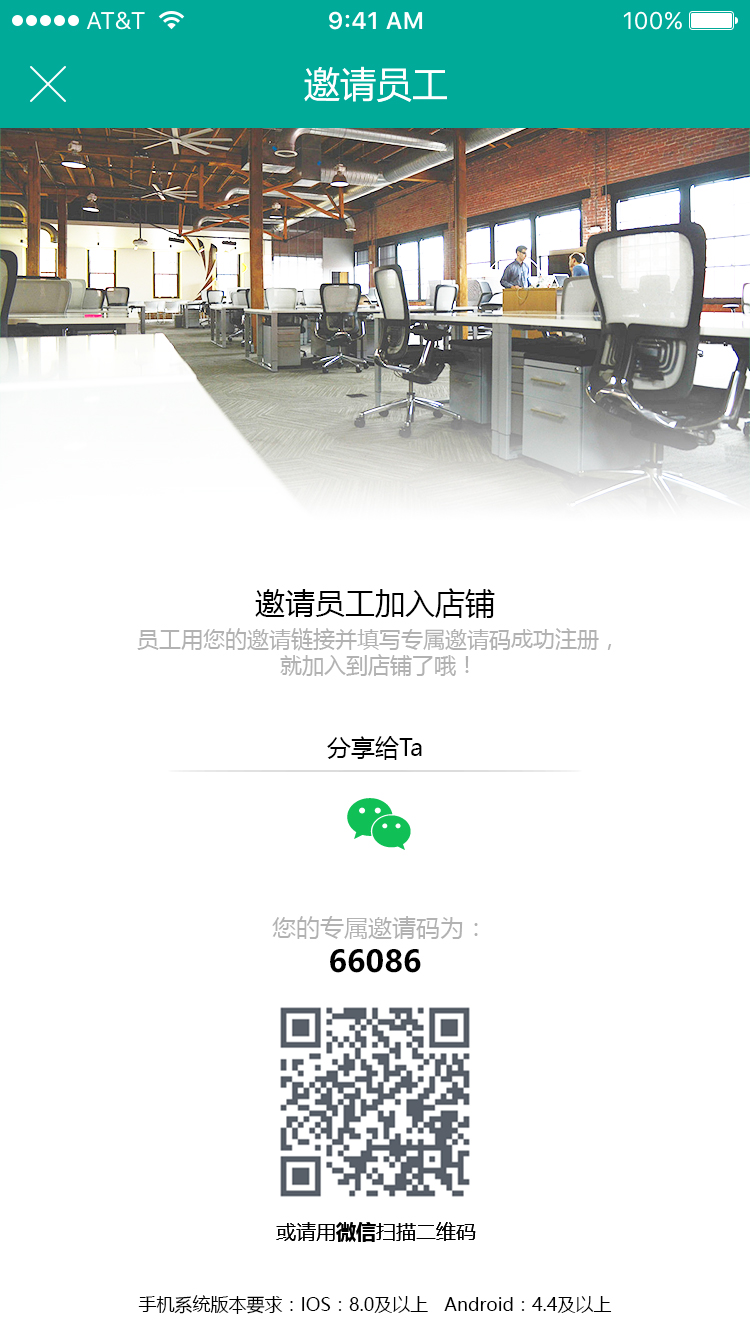 AT&T 9:41 AM 100%
邀请员工
邀请员工加入店铺
员工用您的邀请链接并填写专属邀请码成功注册，
就加入到店铺了哦！
分享给Ta
您的专属邀请码为：
66086
或请用微信扫描二维码
手机系统版本要求：IOS：8.0及以上 Android：4.4及以上